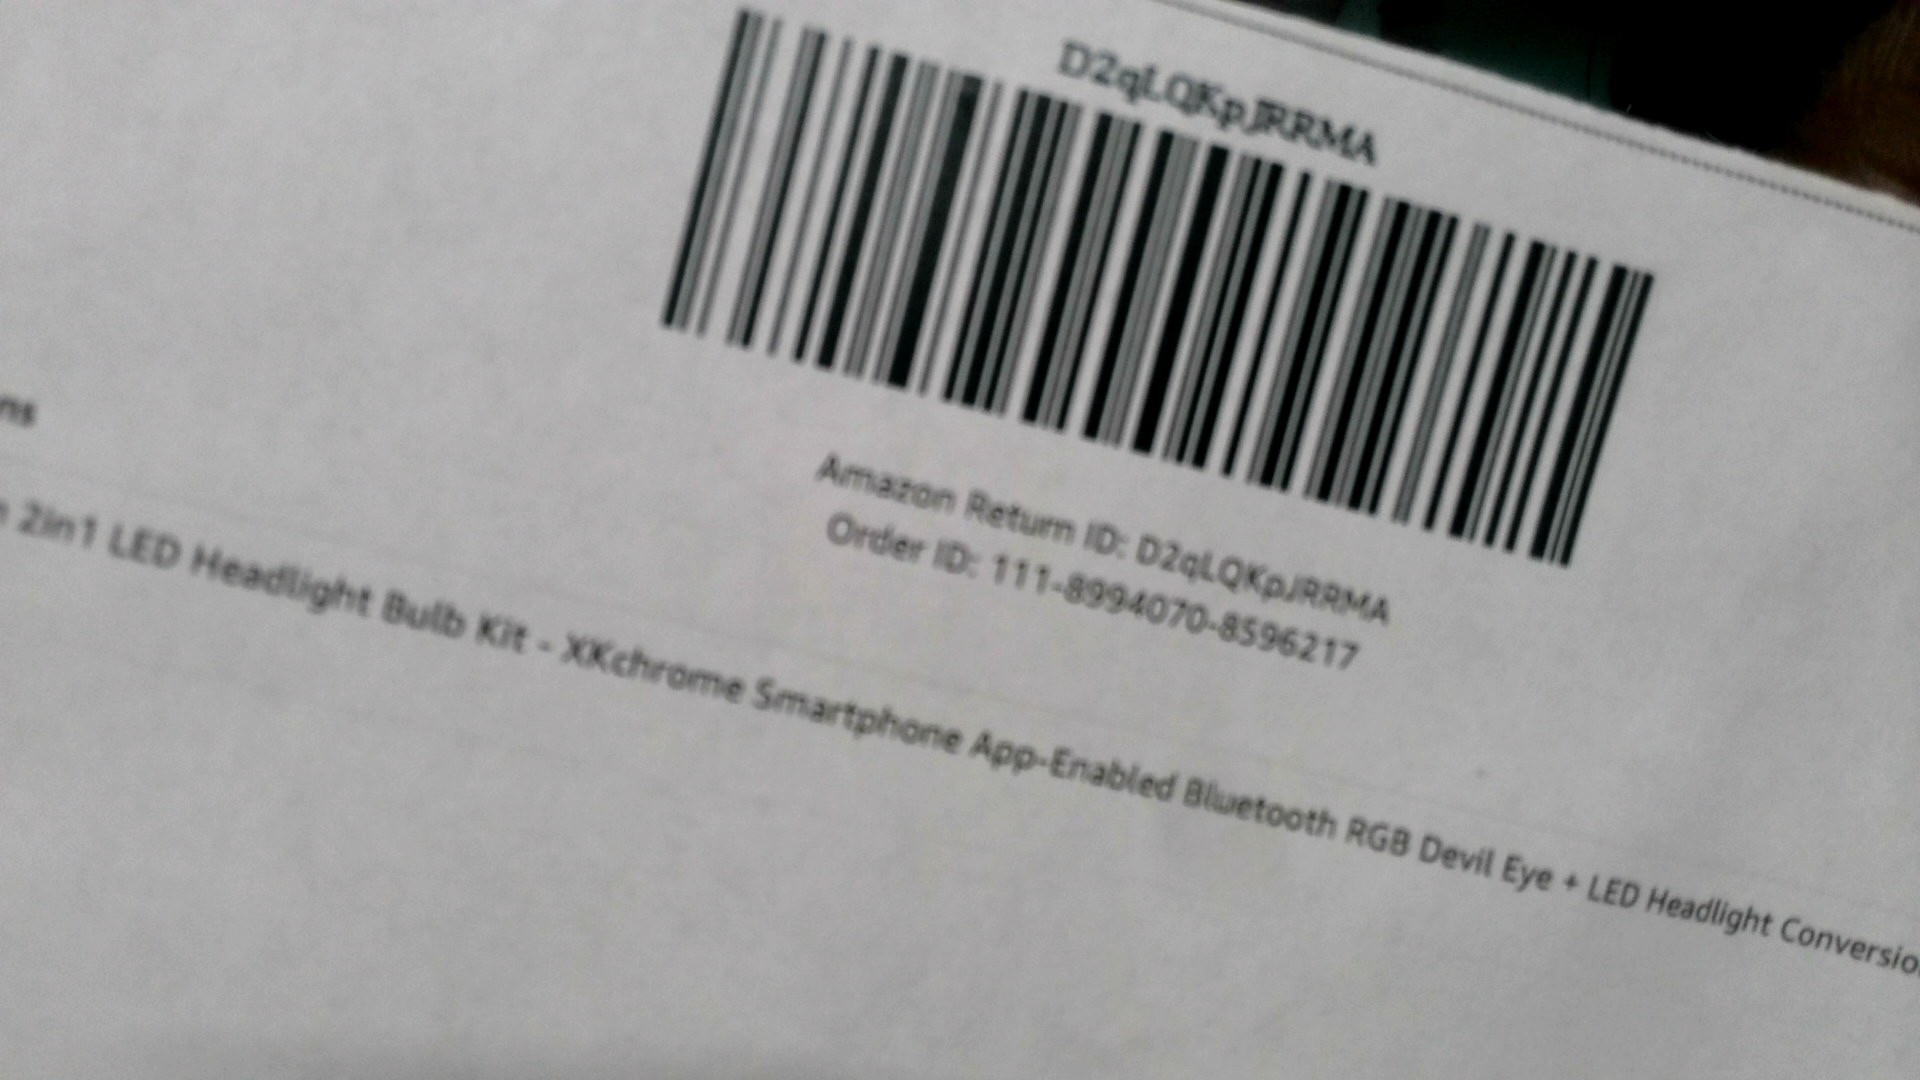 D2qLQKpJRRMA
Amazon Return ID: D2qLQKpJRRMA
Order ID: 111-8994070-8596217
2in1 LED Headlight Bulb Kit - XKchrome Smartphone App-Enabled Bluetooth RGB Devil Eye + LED Headlight Conversio